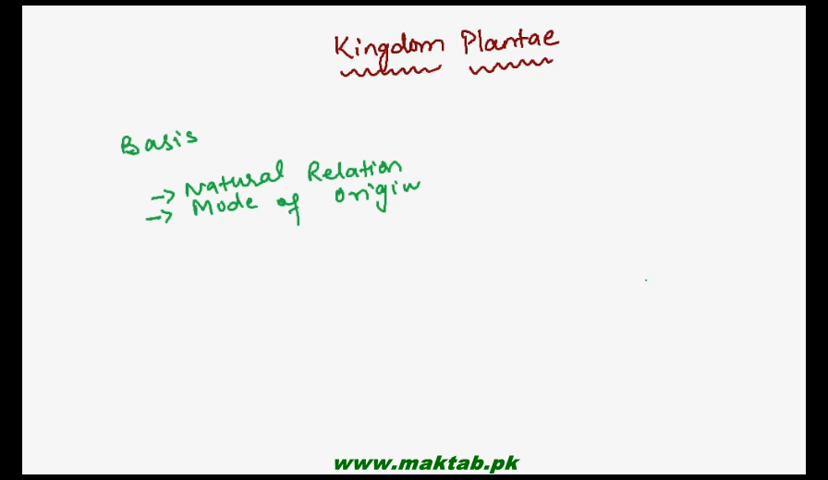 Kingdom Plantae
Basis
-> Natural Relation
-> Mode of Origin
www.maktab.pk